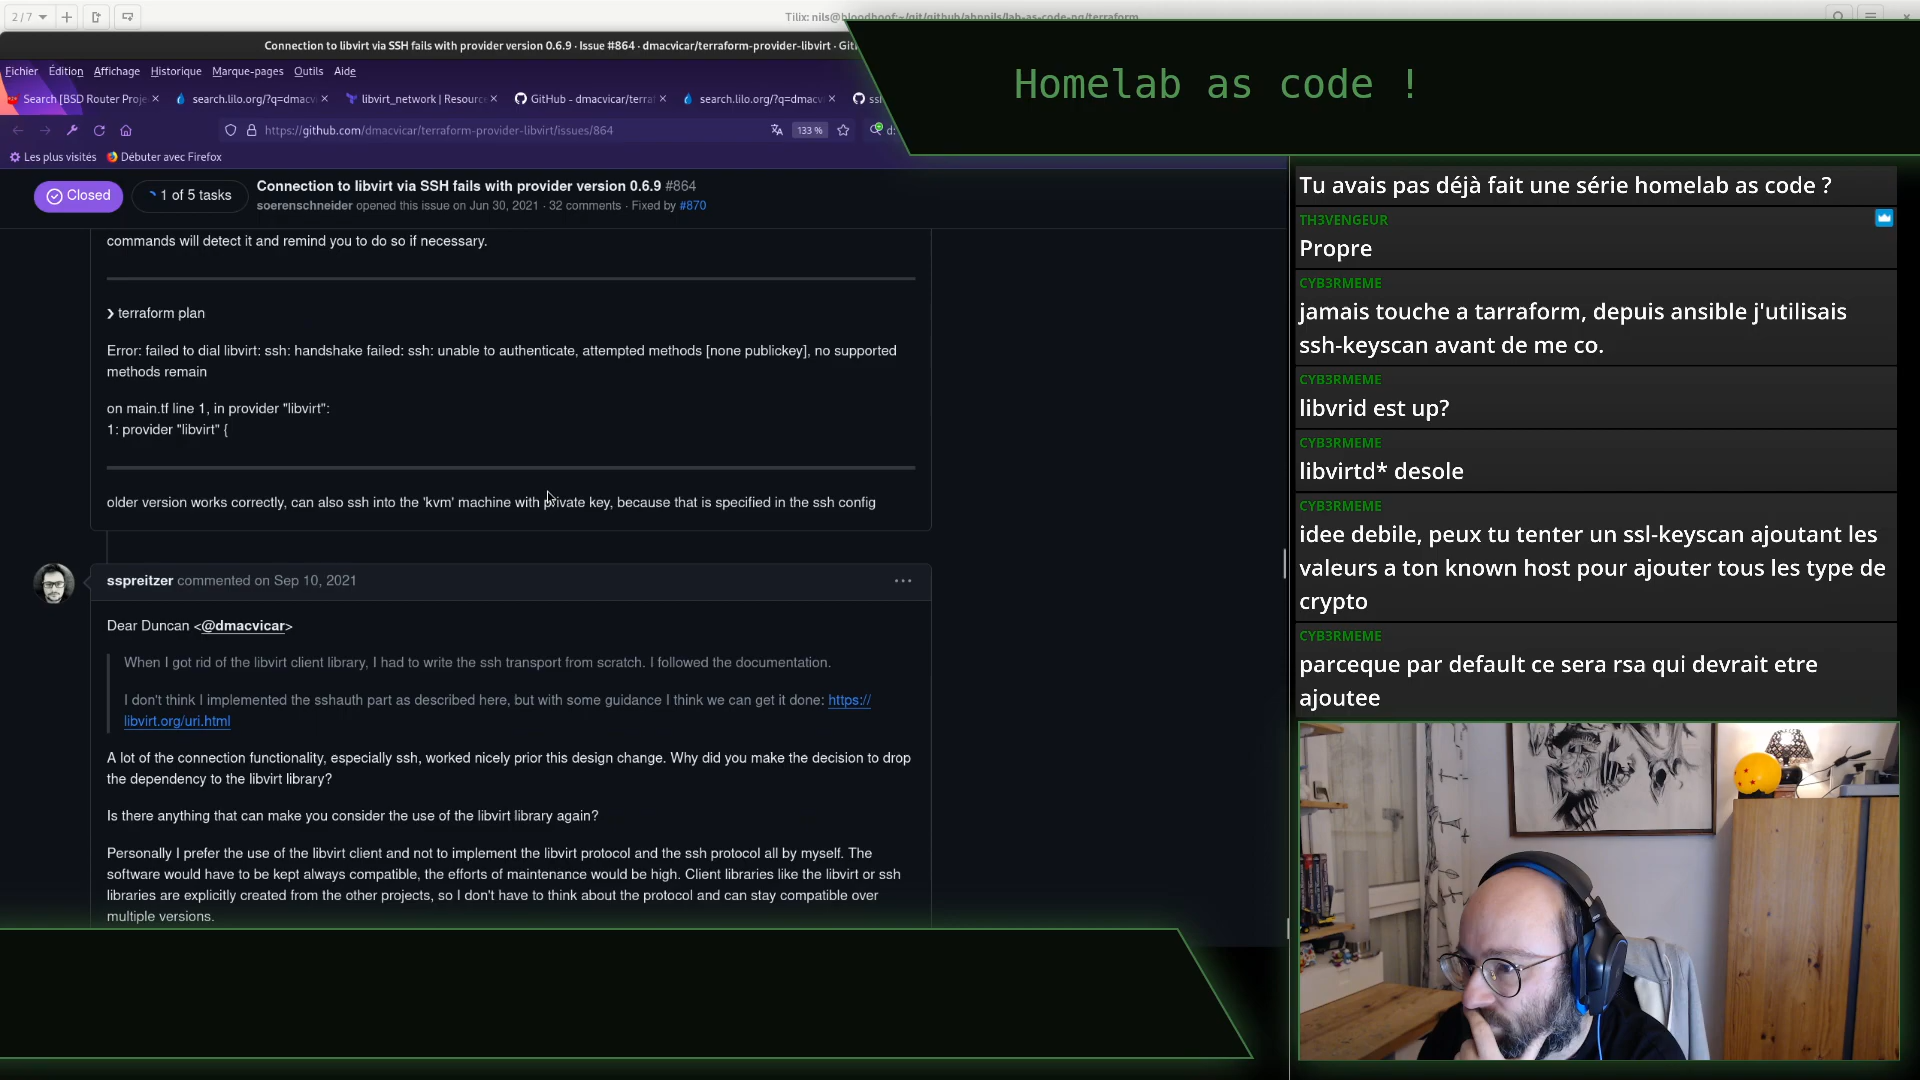 2 / 7
Tilix: nils@bloodhoof:~/git/github/ahpnils/lab-as-code-ng/terraform
Connection to libvirt via SSH fails with provider version 0.6.9 · Issue #864 · dmacvicar/terraform-provider-libvirt · Git
Homelab as code !
Fichier Édition Affichage Historique Marque-pages Outils Aide
Search [BSD Router Proje
search.lilo.org/?q=dmacvi
libvirt_network | Resource
GitHub - dmacvicar/terra
search.lilo.org/?q=dmacvi
ssl
https://github.com/dmacvicar/terraform-provider-libvirt/issues/864
133 %
Les plus visités Débuter avec Firefox
Closed
1 of 5 tasks
Connection to libvirt via SSH fails with provider version 0.6.9 #864
soerenschneider opened this issue on Jun 30, 2021 · 32 comments · Fixed by #870
commands will detect it and remind you to do so if necessary.
❯ terraform plan
Error: failed to dial libvirt: ssh: handshake failed: ssh: unable to authenticate, attempted methods [none publickey], no supported
methods remain
on main.tf line 1, in provider "libvirt":
1: provider "libvirt" {
older version works correctly, can also ssh into the 'kvm' machine with private key, because that is specified in the ssh config
sspreitzer commented on Sep 10, 2021
Dear Duncan <@dmacvicar>
When I got rid of the libvirt client library, I had to write the ssh transport from scratch. I followed the documentation.
I don't think I implemented the sshauth part as described here, but with some guidance I think we can get it done: https://
libvirt.org/uri.html
A lot of the connection functionality, especially ssh, worked nicely prior this design change. Why did you make the decision to drop
the dependency to the libvirt library?
Is there anything that can make you consider the use of the libvirt library again?
Personally I prefer the use of the libvirt client and not to implement the libvirt protocol and the ssh protocol all by myself. The
software would have to be kept always compatible, the efforts of maintenance would be high. Client libraries like the libvirt or ssh
libraries are explicitly created from the other projects, so I don't have to think about the protocol and can stay compatible over
multiple versions.
Tu avais pas déjà fait une série homelab as code ?
TH3VENGEUR
Propre
CYB3RMEME
jamais touche a tarraform, depuis ansible j'utilisais
ssh-keyscan avant de me co.
CYB3RMEME
libvrid est up?
CYB3RMEME
libvirtd* desole
CYB3RMEME
idee debile, peux tu tenter un ssl-keyscan ajoutant les
valeurs a ton known host pour ajouter tous les type de
crypto
CYB3RMEME
parceque par default ce sera rsa qui devrait etre
ajoutee